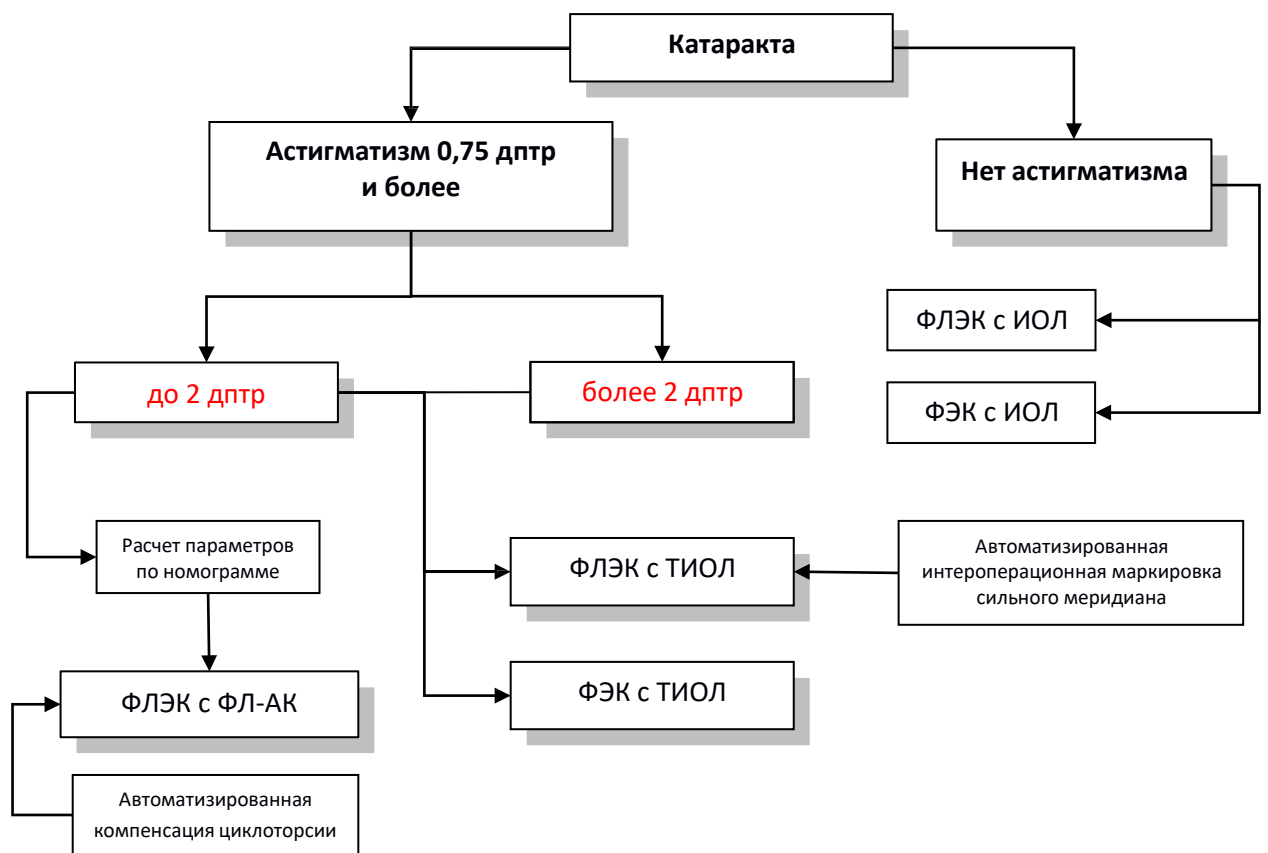 Катаракта
Астигматизм 0,75 дптр
и более
Нет астигматизма
ФЛЭК с ИОЛ
ФЭК с ИОЛ
до 2 дптр
более 2 дптр
Расчет параметров
по номограмме
ФЛЭК с ТИОЛ
Автоматизированная
интероперационная маркировка
сильного меридиана
ФЛЭК с ФЛ-АК
ФЭК с ТИОЛ
Автоматизированная
компенсация циклоторсии